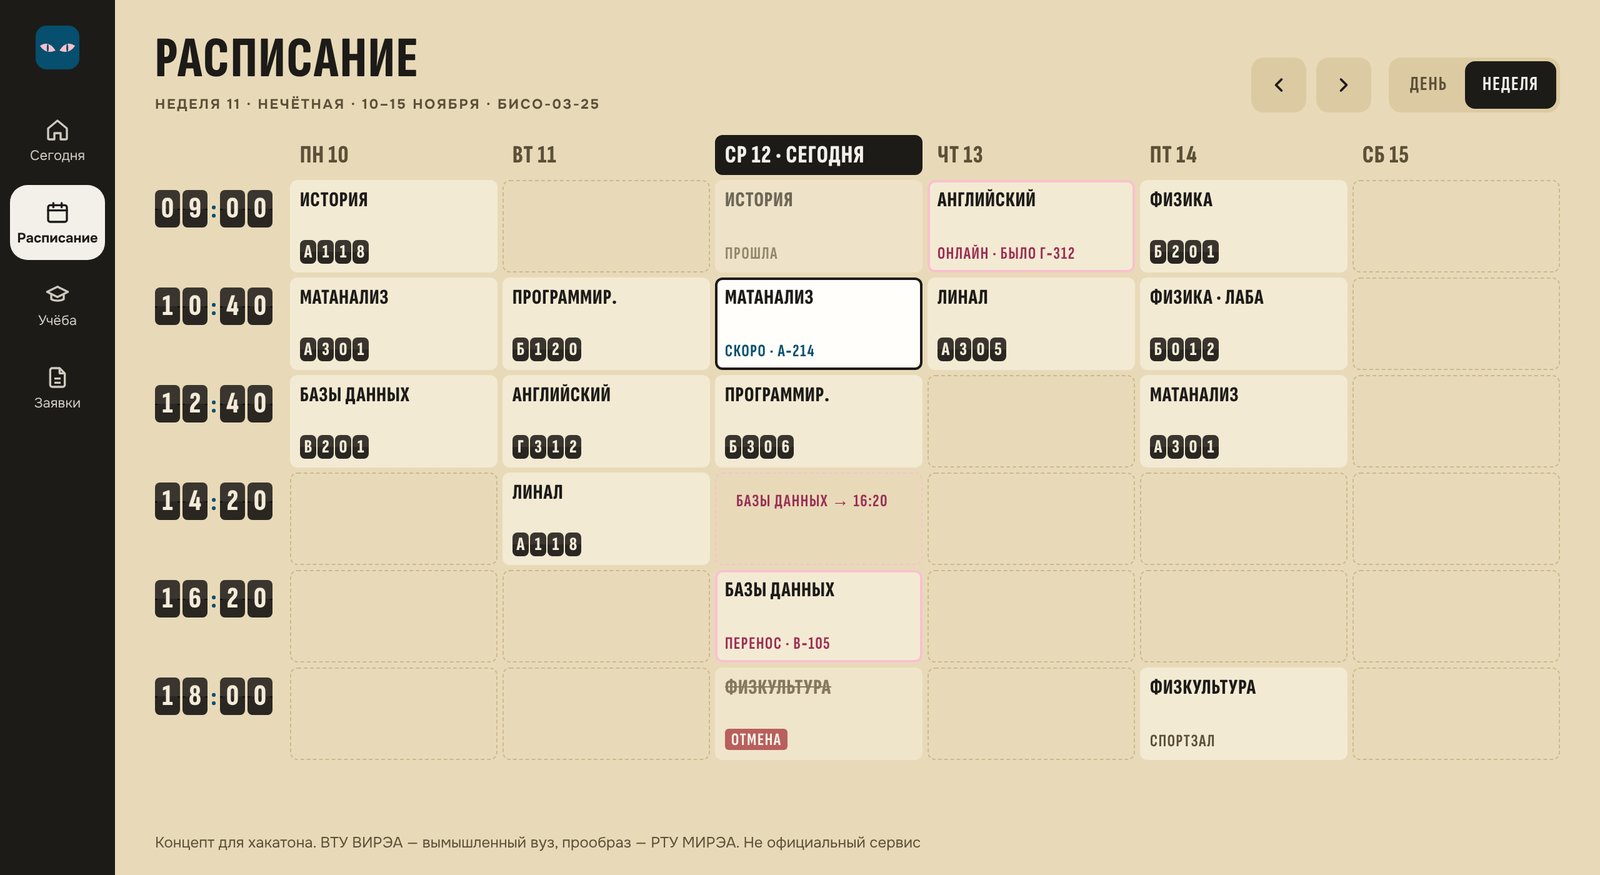 РАСПИСАНИЕ
НЕДЕЛЯ 11 · НЕЧЁТНАЯ · 10–15 НОЯБРЯ · БИСО-03-25
ДЕНЬ
НЕДЕЛЯ
Сегодня
Расписание
Учёба
Заявки
ПН 10
ВТ 11
СР 12 · СЕГОДНЯ
ЧТ 13
ПТ 14
СБ 15
09:00
ИСТОРИЯ
А118
ИСТОРИЯ
ПРОШЛА
АНГЛИЙСКИЙ
ОНЛАЙН · БЫЛО Г-312
ФИЗИКА
Б201
10:40
МАТАНАЛИЗ
А301
ПРОГРАММИР.
Б120
МАТАНАЛИЗ
СКОРО · А-214
ЛИНАЛ
А305
ФИЗИКА · ЛАБА
Б012
12:40
БАЗЫ ДАННЫХ
В201
АНГЛИЙСКИЙ
Г312
ПРОГРАММИР.
Б306
МАТАНАЛИЗ
А301
14:20
ЛИНАЛ
А118
БАЗЫ ДАННЫХ → 16:20
16:20
БАЗЫ ДАННЫХ
ПЕРЕНОС · В-105
18:00
ФИЗКУЛЬТУРА
ОТМЕНА
ФИЗКУЛЬТУРА
СПОРТЗАЛ
Концепт для хакатона. ВТУ ВИРЭА — вымышленный вуз, прообраз — РТУ МИРЭА. Не официальный сервис